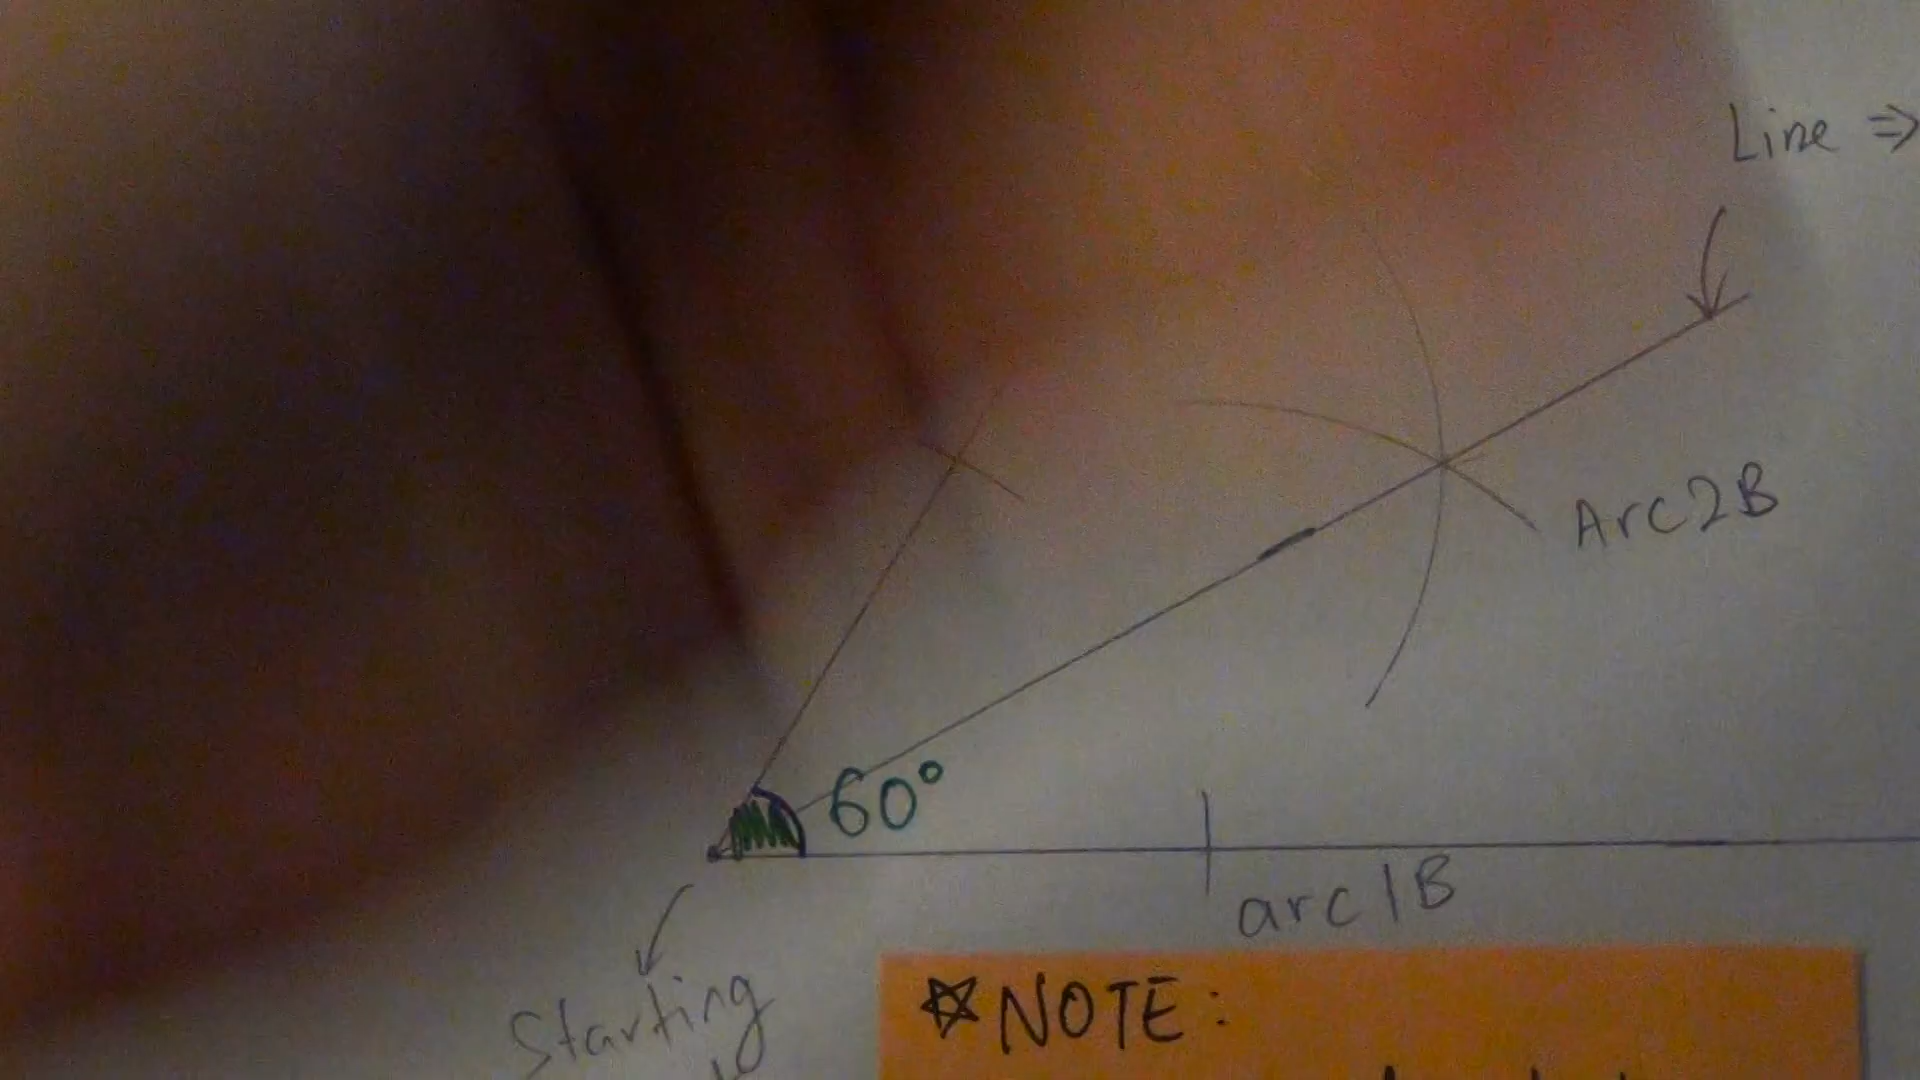 Line ⇒
Arc2B
60°
arc1B
Starting
☆NOTE: